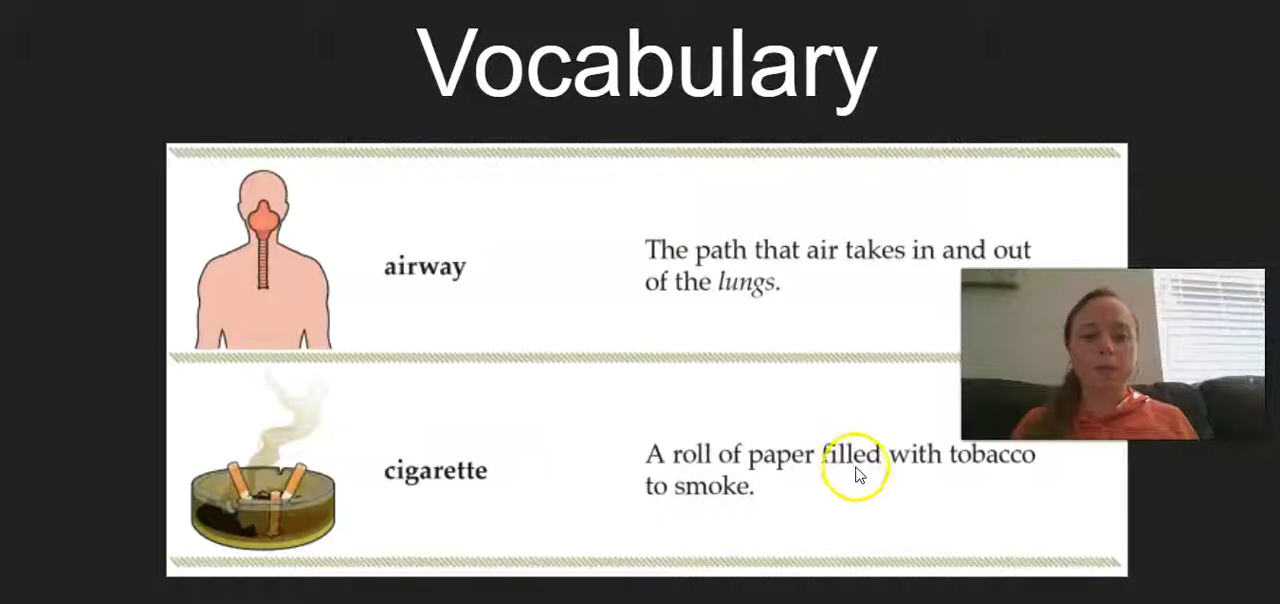 Vocabulary
airway
The path that air takes in and out
of the lungs.
cigarette
A roll of paper filled with tobacco
to smoke.